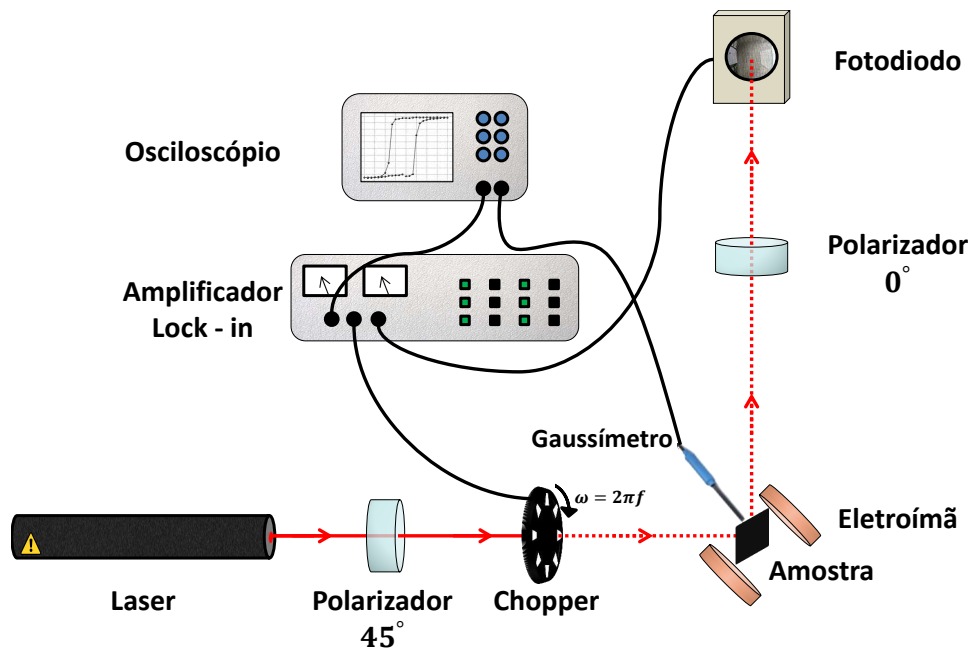 Fotodiodo
Osciloscópio
Polarizador
0°
Amplificador
Lock - in
Gaussímetro
ω = 2πf
Eletroímã
Amostra
Laser
Polarizador
45°
Chopper